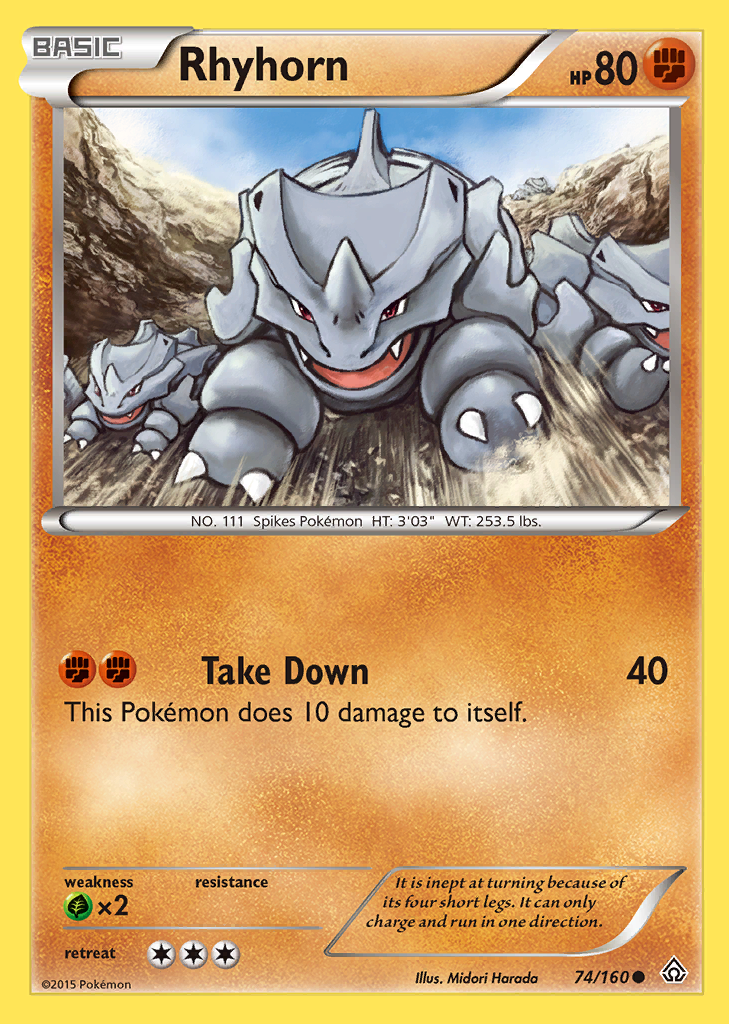 BASIC
Rhyhorn
HP 80
NO. 111 Spikes Pokémon HT: 3'03" WT: 253.5 lbs.
Take Down 40
This Pokémon does 10 damage to itself.
weakness resistance
×2
It is inept at turning because of
its four short legs. It can only
charge and run in one direction.
retreat
©2015 Pokémon
Illus. Midori Harada
74/160